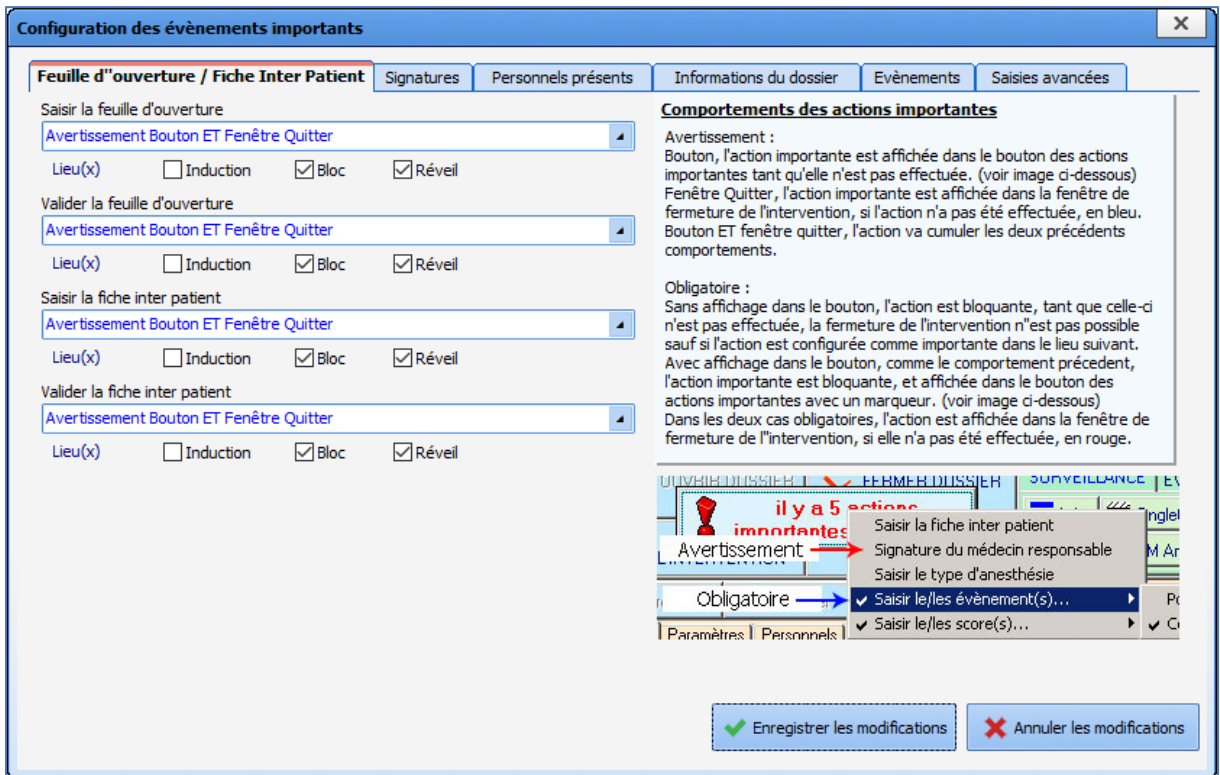 Configuration des évènements importants
Feuille d''ouverture / Fiche Inter Patient
Signatures
Personnels présents
Informations du dossier
Evènements
Saisies avancées
Saisir la feuille d'ouverture
Avertissement Bouton ET Fenêtre Quitter
Lieu(x) Induction Bloc Réveil
Valider la feuille d'ouverture
Avertissement Bouton ET Fenêtre Quitter
Lieu(x) Induction Bloc Réveil
Saisir la fiche inter patient
Avertissement Bouton ET Fenêtre Quitter
Lieu(x) Induction Bloc Réveil
Valider la fiche inter patient
Avertissement Bouton ET Fenêtre Quitter
Lieu(x) Induction Bloc Réveil
Comportements des actions importantes
Avertissement :
Bouton, l'action importante est affichée dans le bouton des actions
importantes tant qu'elle n'est pas effectuée. (voir image ci-dessous)
Fenêtre Quitter, l'action importante est affichée dans la fenêtre de
fermeture de l'intervention, si l'action n'a pas été effectuée, en bleu.
Bouton ET fenêtre quitter, l'action va cumuler les deux précédents
comportements.
Obligatoire :
Sans affichage dans le bouton, l'action est bloquante, tant que celle-ci
n'est pas effectuée, la fermeture de l'intervention n''est pas possible
sauf si l'action est configurée comme importante dans le lieu suivant.
Avec affichage dans le bouton, comme le comportement précedent,
l'action importante est bloquante, et affichée dans le bouton des
actions importantes avec un marqueur. (voir image ci-dessous)
Dans les deux cas obligatoires, l'action est affichée dans la fenêtre de
fermeture de l''intervention, si elle n'a pas été effectuée, en rouge.
OUVRIR DOSSIER
FERMER DOSSIER
SURVEILLANCE
il y a 5 actions
importantes
Avertissement
Obligatoire
Saisir la fiche inter patient
Signature du médecin responsable
Saisir le type d'anesthésie
Saisir le/les évènement(s)...
Saisir le/les score(s)...
Paramètres
Personnels
Enregistrer les modifications
Annuler les modifications